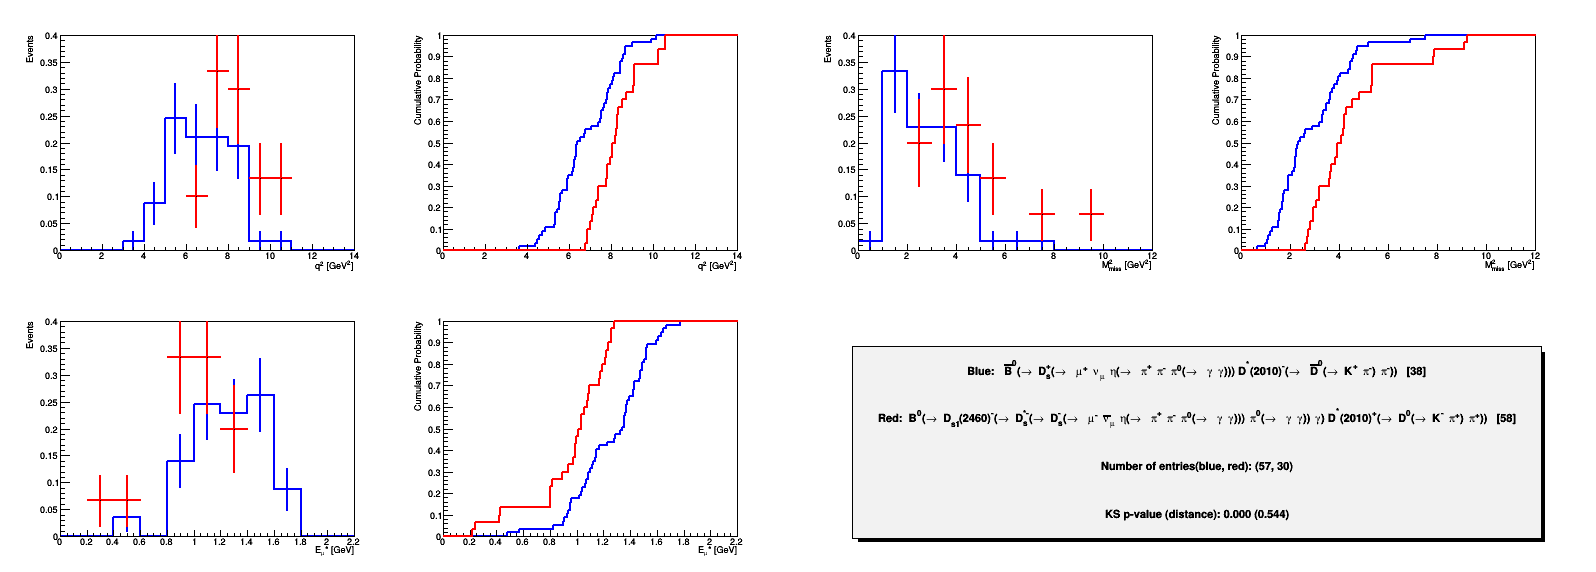 Events
0.4
0.35
0.3
0.25
0.2
0.15
0.1
0.05
0
0 2 4 6 8 10 12 14
q² [GeV²]
Cumulative Probability
1
0.9
0.8
0.7
0.6
0.5
0.4
0.3
0.2
0.1
0
0 2 4 6 8 10 12 14
q² [GeV²]
Events
0.4
0.35
0.3
0.25
0.2
0.15
0.1
0.05
0
0 2 4 6 8 10 12
M²miss [GeV²]
Cumulative Probability
1
0.9
0.8
0.7
0.6
0.5
0.4
0.3
0.2
0.1
0
0 2 4 6 8 10 12
M²miss [GeV²]
Events
0.4
0.35
0.3
0.25
0.2
0.15
0.1
0.05
0
0 0.2 0.4 0.6 0.8 1 1.2 1.4 1.6 1.8 2 2.2
Eμ* [GeV]
Cumulative Probability
1
0.9
0.8
0.7
0.6
0.5
0.4
0.3
0.2
0.1
0
0 0.2 0.4 0.6 0.8 1 1.2 1.4 1.6 1.8 2 2.2
Eμ* [GeV]
Blue: B̅⁰(→ Dₛ⁺(→ μ⁺ ν_μ η(→ π⁺ π⁻ π⁰(→ γ γ))) D*(2010)⁻(→ D̅⁰(→ K⁺ π⁻) π⁻)) [38]
Red: B⁰(→ Dₛ₁(2460)⁻(→ Dₛ*⁻(→ Dₛ⁻(→ μ⁻ ν̅_μ η(→ π⁺ π⁻ π⁰(→ γ γ))) π⁰(→ γ γ)) γ) D*(2010)⁺(→ D⁰(→ K⁻ π⁺) π⁺)) [58]
Number of entries(blue, red): (57, 30)
KS p-value (distance): 0.000 (0.544)